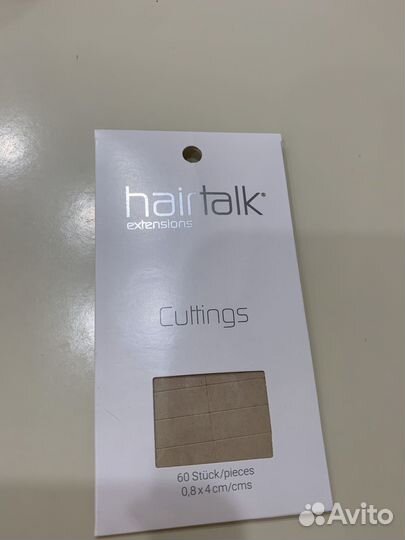 hairtalk®
extensions
Cuttings
60 Stück/pieces
0,8 x 4 cm/cms
Avito